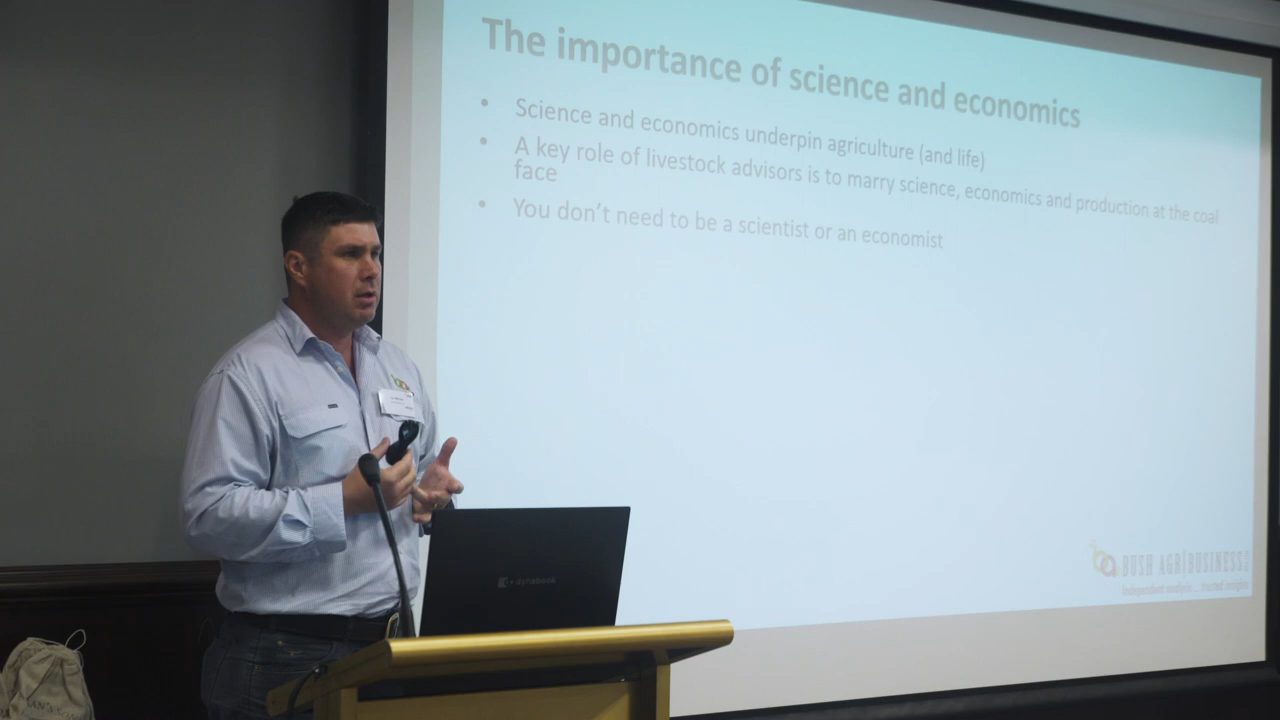 The importance of science and economics
• Science and economics underpin agriculture (and life)
• A key role of livestock advisors is to marry science, economics and production at the coal
face
• You don't need to be a scientist or an economist
BUSH AGRIBUSINESS
Independent analysis... trusted insights
dynabook